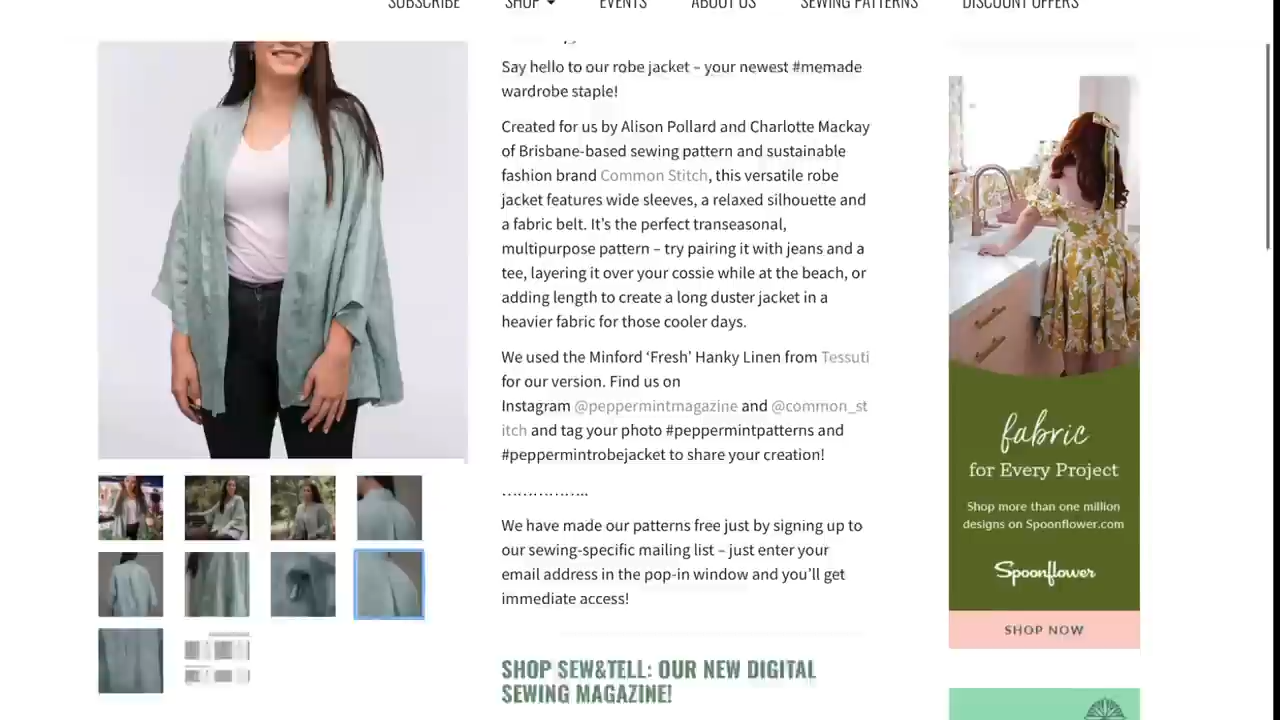 SUBSCRIBE SHOP EVENTS ABOUT US SEWING PATTERNS DISCOUNT OFFERS
Say hello to our robe jacket – your newest #memade
wardrobe staple!
Created for us by Alison Pollard and Charlotte Mackay
of Brisbane-based sewing pattern and sustainable
fashion brand Common Stitch, this versatile robe
jacket features wide sleeves, a relaxed silhouette and
a fabric belt. It’s the perfect transeasonal,
multipurpose pattern – try pairing it with jeans and a
tee, layering it over your cossie while at the beach, or
adding length to create a long duster jacket in a
heavier fabric for those cooler days.
We used the Minford ‘Fresh’ Hanky Linen from Tessuti
for our version. Find us on
Instagram @peppermintmagazine and @common_st
itch and tag your photo #peppermintpatterns and
#peppermintrobejacket to share your creation!
……………..
We have made our patterns free just by signing up to
our sewing-specific mailing list – just enter your
email address in the pop-in window and you’ll get
immediate access!
SHOP SEW&TELL: OUR NEW DIGITAL
SEWING MAGAZINE!
fabric
for Every Project
Shop more than one million
designs on Spoonflower.com
Spoonflower
SHOP NOW